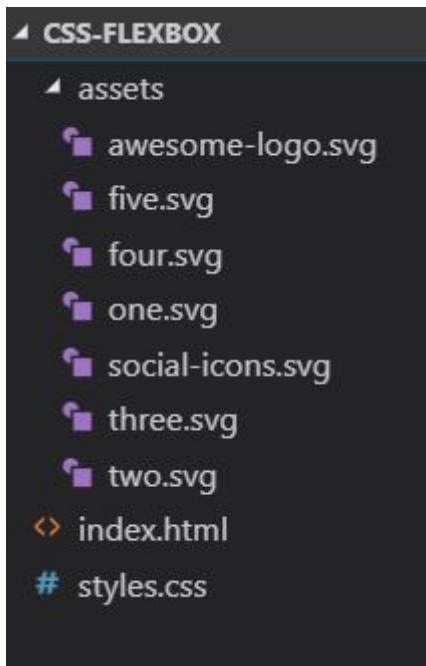 CSS-FLEXBOX
assets
awesome-logo.svg
five.svg
four.svg
one.svg
social-icons.svg
three.svg
two.svg
<> index.html
# styles.css